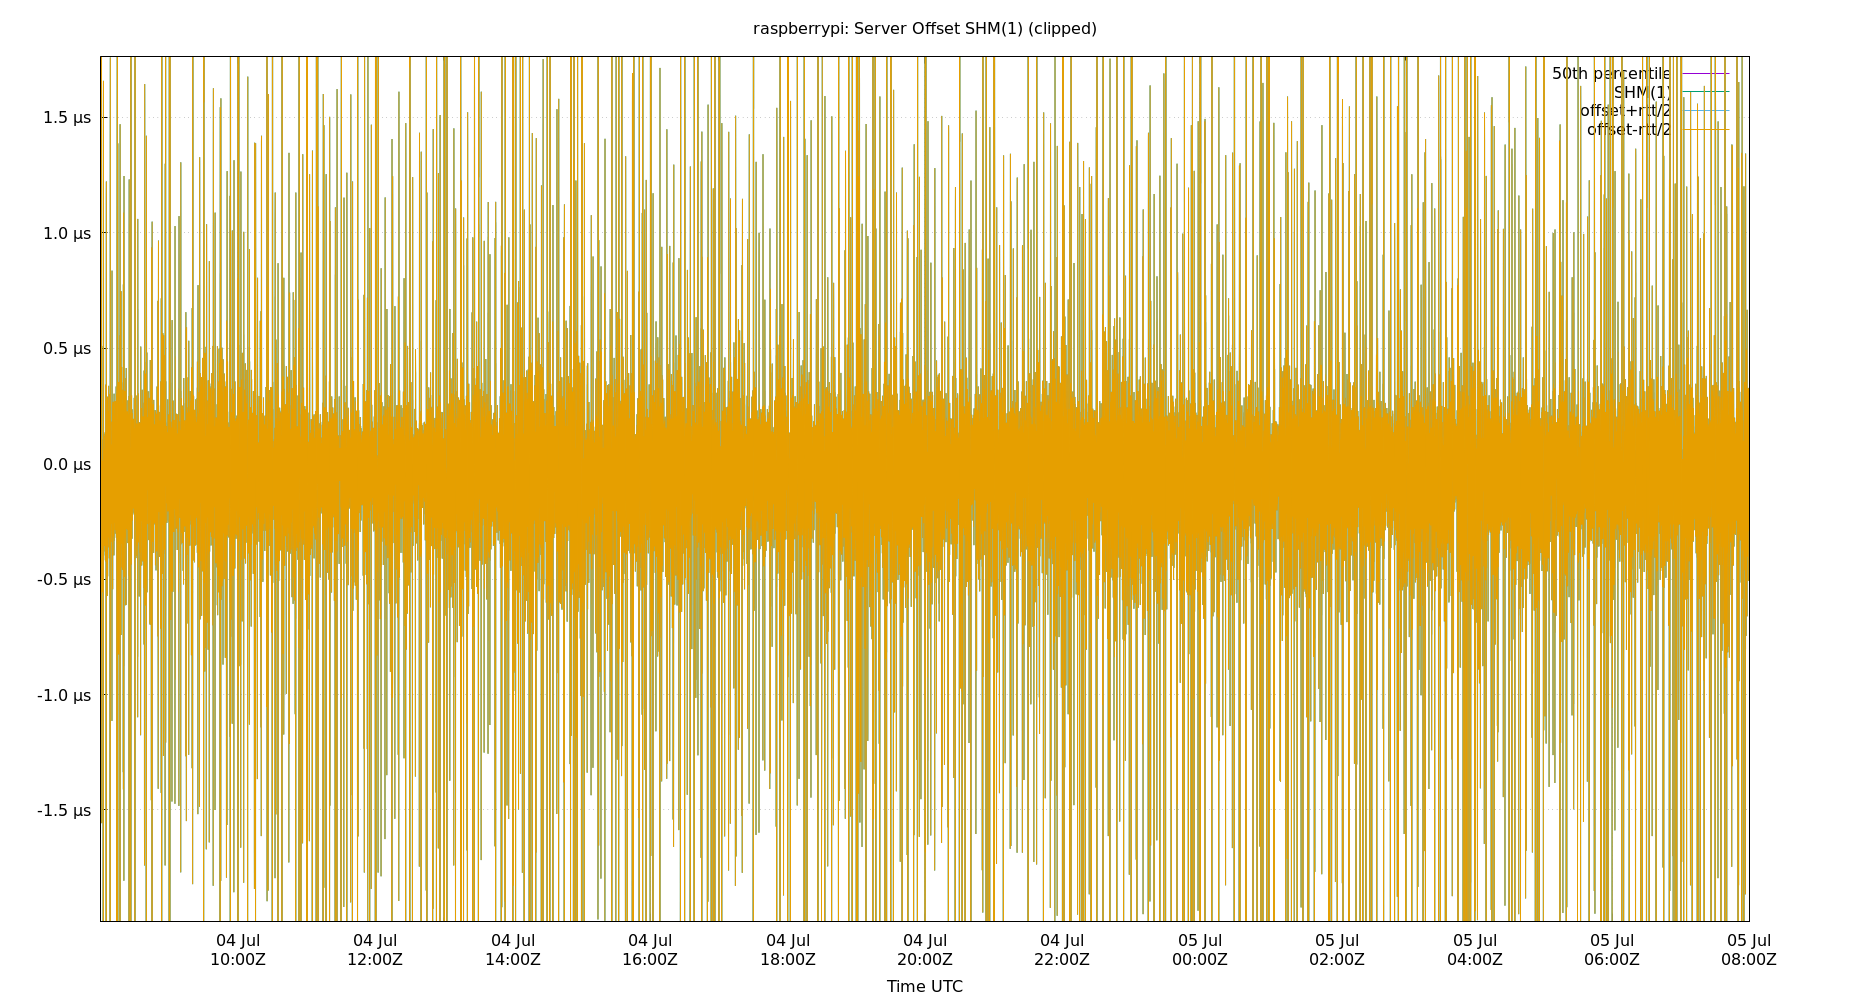 raspberrypi: Server Offset SHM(1) (clipped)
50th percentile
SHM(1)
offset+rtt/2
offset-rtt/2
1.5 µs
1.0 µs
0.5 µs
0.0 µs
-0.5 µs
-1.0 µs
-1.5 µs
04 Jul 04 Jul 04 Jul 04 Jul 04 Jul 04 Jul 04 Jul 05 Jul 05 Jul 05 Jul 05 Jul 05 Jul
10:00Z 12:00Z 14:00Z 16:00Z 18:00Z 20:00Z 22:00Z 00:00Z 02:00Z 04:00Z 06:00Z 08:00Z
Time UTC